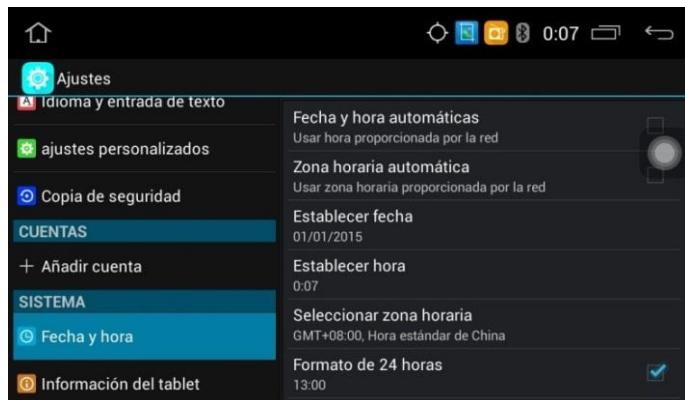 0:07
Ajustes
Idioma y entrada de texto
ajustes personalizados
Copia de seguridad
CUENTAS
+ Añadir cuenta
SISTEMA
Fecha y hora
Información del tablet
Fecha y hora automáticas
Usar hora proporcionada por la red
Zona horaria automática
Usar zona horaria proporcionada por la red
Establecer fecha
01/01/2015
Establecer hora
0:07
Seleccionar zona horaria
GMT+08:00, Hora estándar de China
Formato de 24 horas
13:00